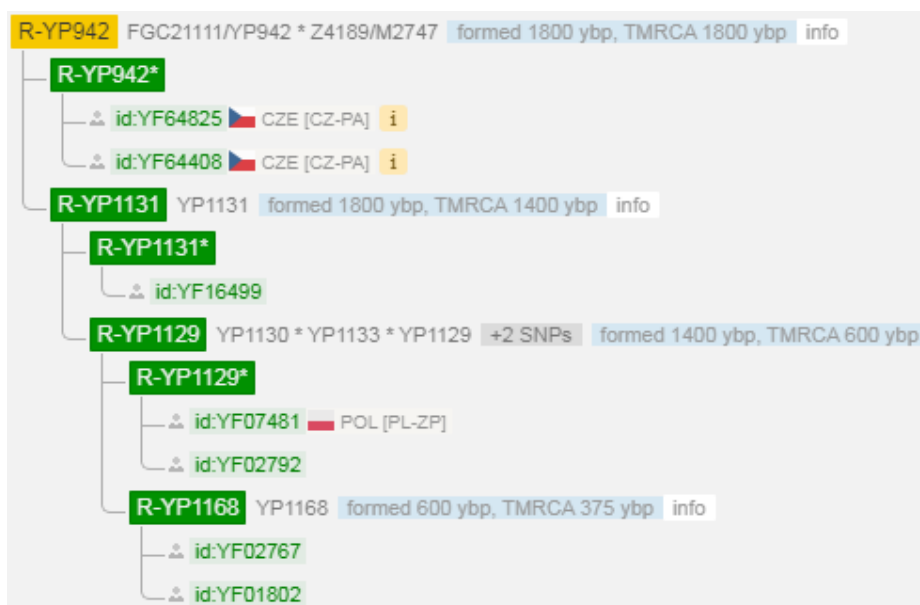 R-YP942 FGC21111/YP942 * Z4189/M2747 formed 1800 ybp, TMRCA 1800 ybp info
R-YP942*
id:YF64825 CZE [CZ-PA] i
id:YF64408 CZE [CZ-PA] i
R-YP1131 YP1131 formed 1800 ybp, TMRCA 1400 ybp info
R-YP1131*
id:YF16499
R-YP1129 YP1130 * YP1133 * YP1129 +2 SNPs formed 1400 ybp, TMRCA 600 ybp
R-YP1129*
id:YF07481 POL [PL-ZP]
id:YF02792
R-YP1168 YP1168 formed 600 ybp, TMRCA 375 ybp info
id:YF02767
id:YF01802